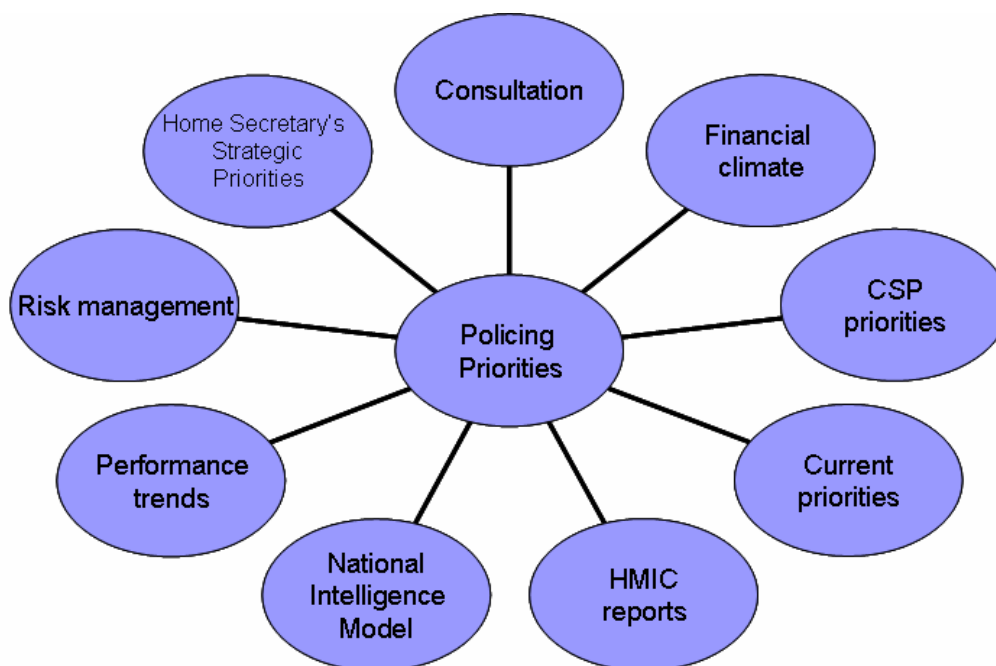 Consultation
Home Secretary's
Strategic
Priorities
Financial
climate
Risk management
CSP
priorities
Policing
Priorities
Performance
trends
Current
priorities
National
Intelligence
Model
HMIC
reports